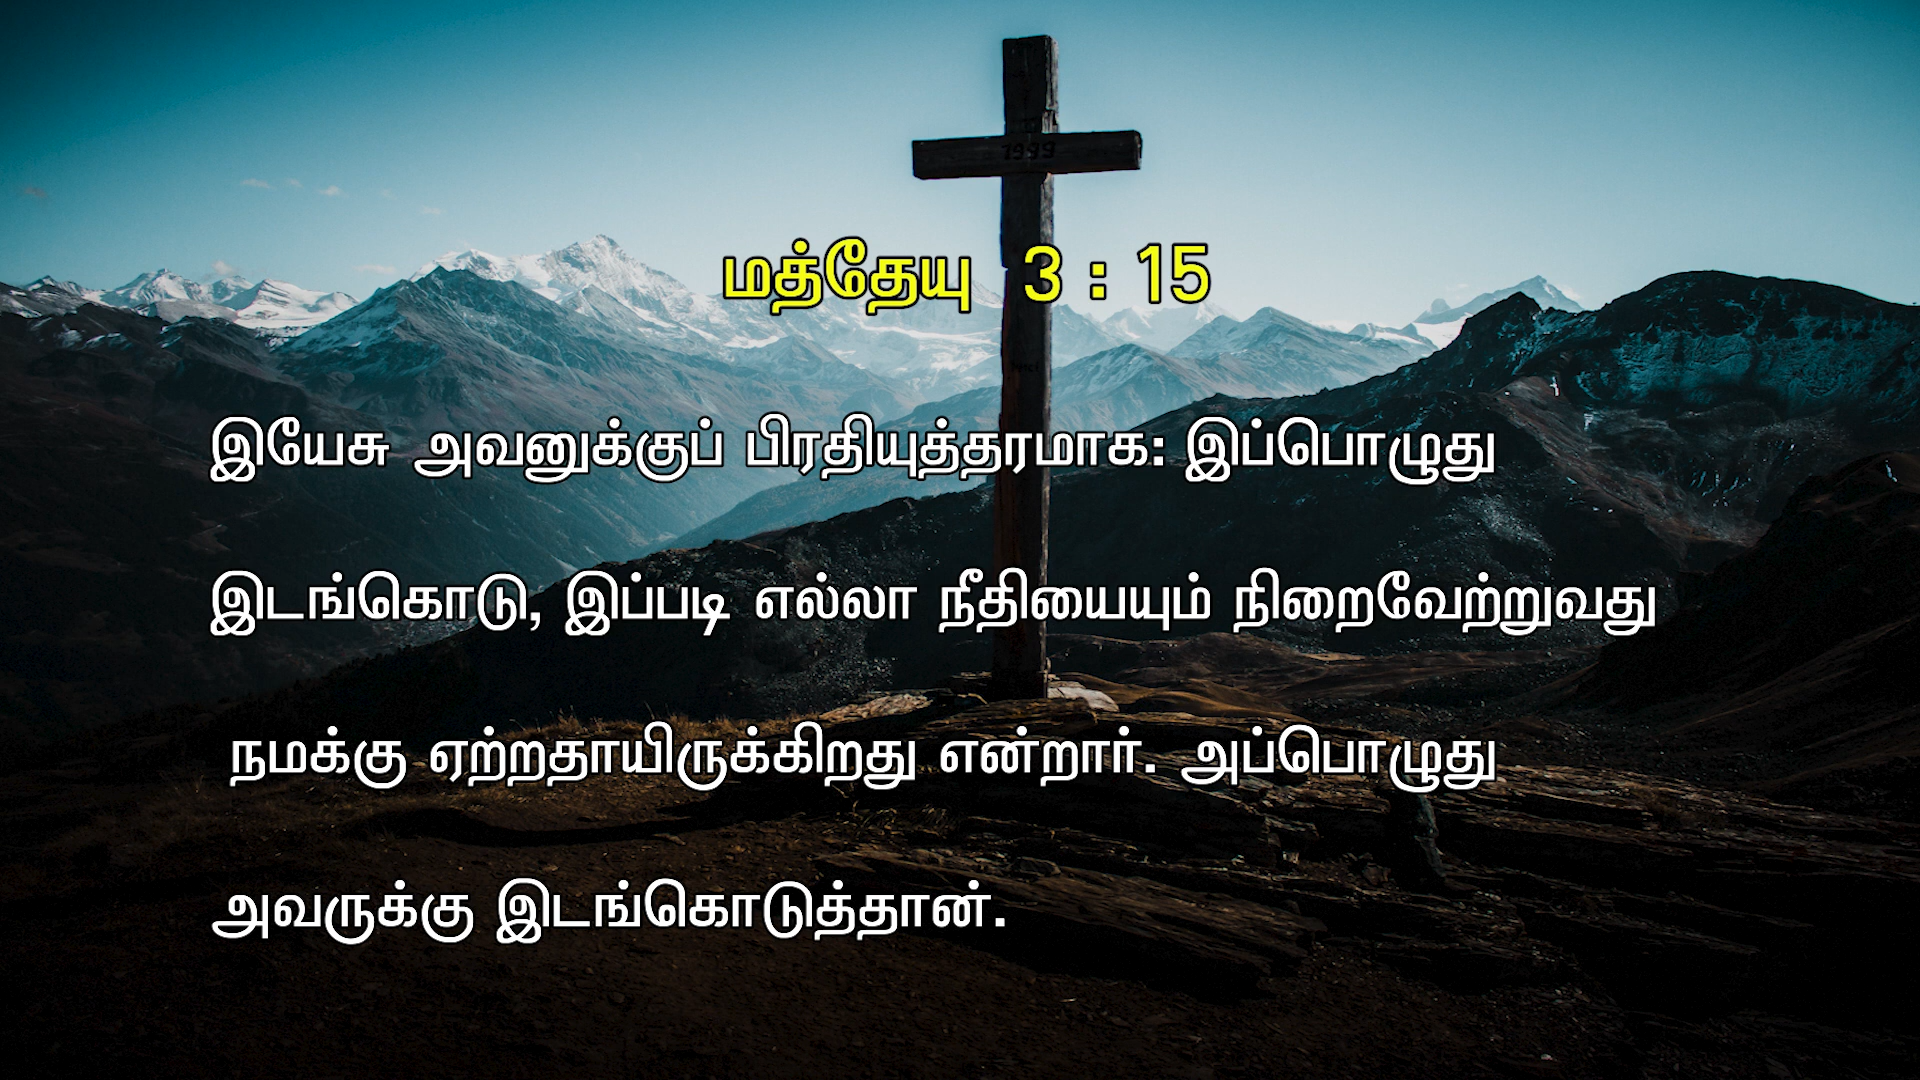 1999
மத்தேயு 3 : 15
இயேசு அவனுக்குப் பிரதியுத்தரமாக: இப்பொழுது
இடங்கொடு, இப்படி எல்லா நீதியையும் நிறைவேற்றுவது
நமக்கு ஏற்றதாயிருக்கிறது என்றார். அப்பொழுது
அவருக்கு இடங்கொடுத்தான்.